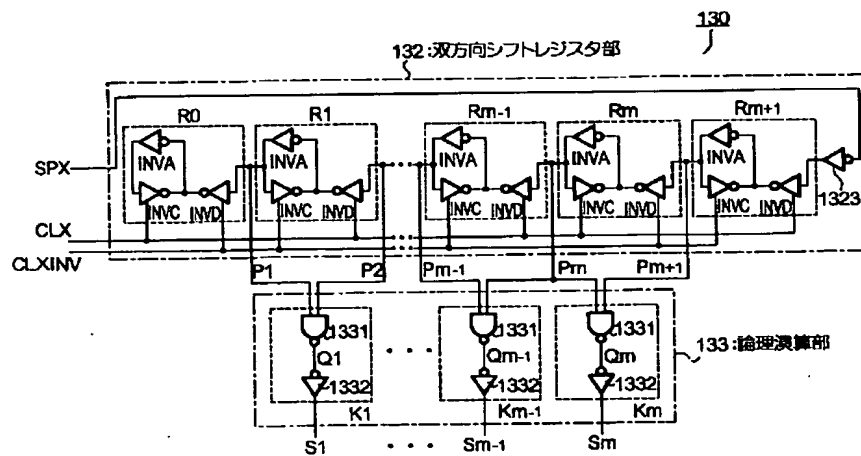 130
132:双方向シフトレジスタ部
R0 R1 Rm-1 Rm Rm+1
SPX
INVA INVA INVA INVA INVA
1323
INVC INVD INVC INVD INVC INVD INVC INVD INVC INVD
CLX
CLXINV
P1 P2 Pm-1 Pm Pm+1
1331 1331 1331
Q1 Qm-1 Qm
133:論理演算部
1332 1332 1332
K1 Km-1 Km
S1 Sm-1 Sm